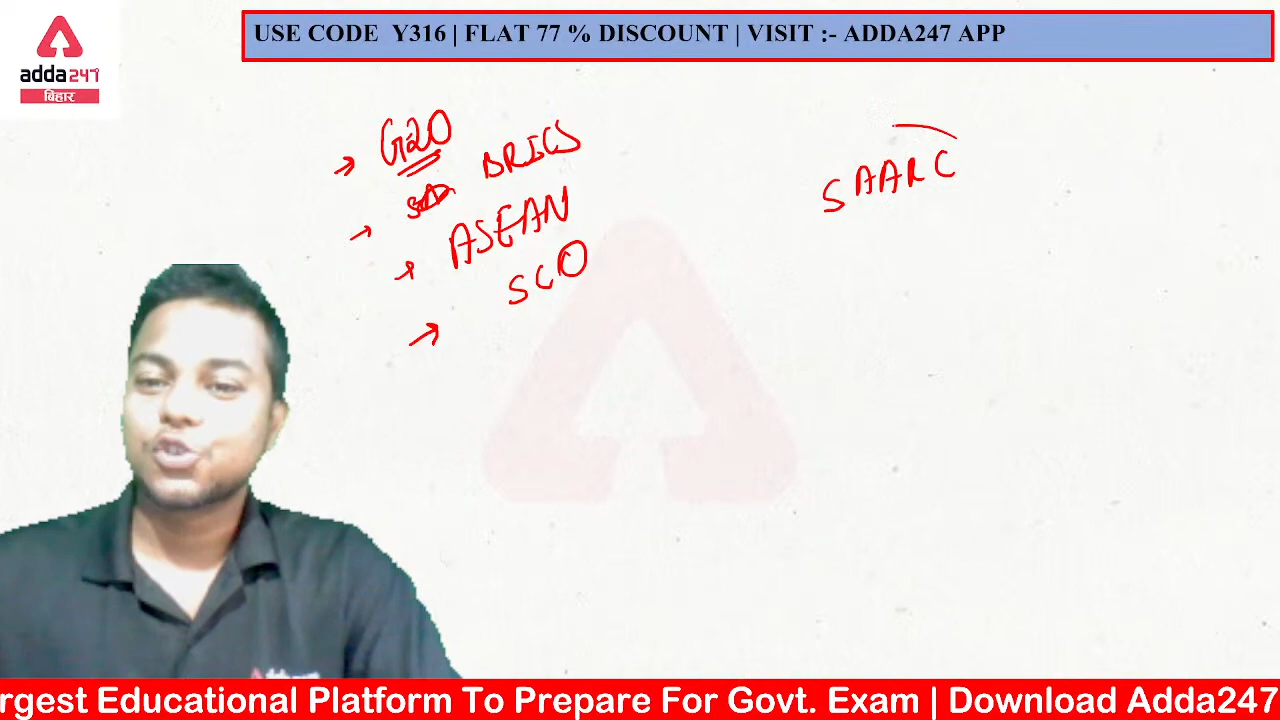 USE CODE Y316 | FLAT 77 % DISCOUNT | VISIT :- ADDA247 APP
adda247
बिहार
G20
BRICS
ASEAN
SCO
SAARC
rgest Educational Platform To Prepare For Govt. Exam | Download Adda247